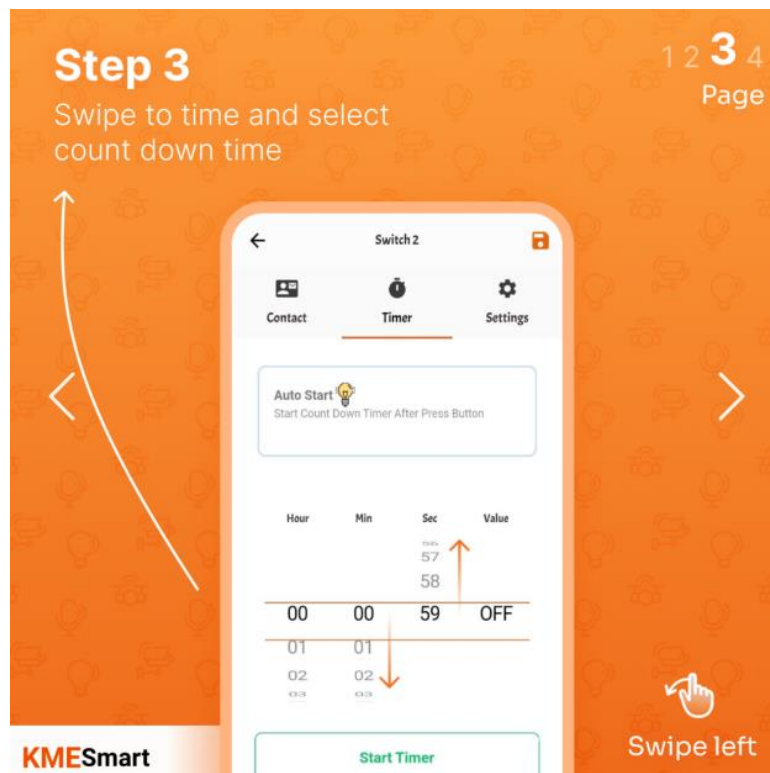 Step 3
Swipe to time and select
count down time
1 2 3 4
Page
Switch 2
Contact Timer Settings
Auto Start
Start Count Down Timer After Press Button
Hour Min Sec Value
57
58
00 00 59 OFF
01 01
02 02
03 03
Start Timer
KMESmart
Swipe left